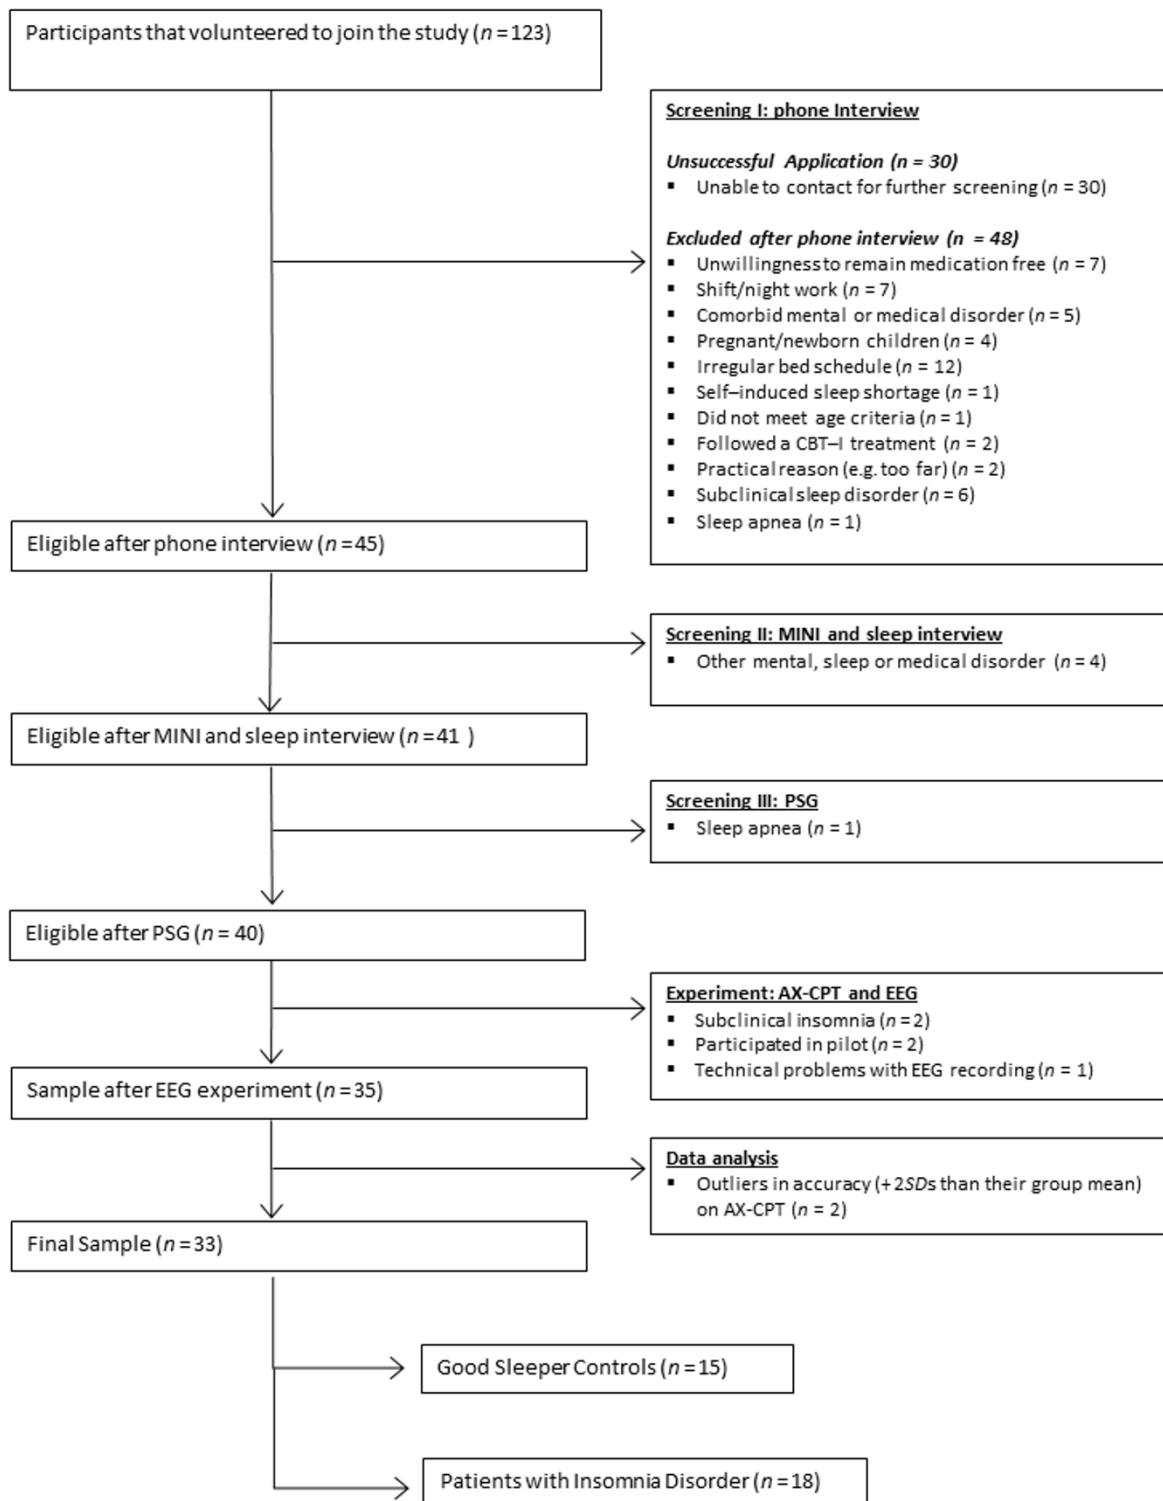 Participants that volunteered to join the study (n = 123)
Screening I: phone Interview
Unsuccessful Application (n = 30)
▪ Unable to contact for further screening (n = 30)
Excluded after phone interview (n = 48)
▪ Unwillingness to remain medication free (n = 7)
▪ Shift/night work (n = 7)
▪ Comorbid mental or medical disorder (n = 5)
▪ Pregnant/newborn children (n = 4)
▪ Irregular bed schedule (n = 12)
▪ Self–induced sleep shortage (n = 1)
▪ Did not meet age criteria (n = 1)
▪ Followed a CBT–I treatment (n = 2)
▪ Practical reason (e.g. too far) (n = 2)
▪ Subclinical sleep disorder (n = 6)
▪ Sleep apnea (n = 1)
Eligible after phone interview (n = 45)
Screening II: MINI and sleep interview
▪ Other mental, sleep or medical disorder (n = 4)
Eligible after MINI and sleep interview (n = 41 )
Screening III: PSG
▪ Sleep apnea (n = 1)
Eligible after PSG (n = 40)
Experiment: AX-CPT and EEG
▪ Subclinical insomnia (n = 2)
▪ Participated in pilot (n = 2)
▪ Technical problems with EEG recording (n = 1)
Sample after EEG experiment (n = 35)
Data analysis
▪ Outliers in accuracy (+ 2SDs than their group mean)
on AX-CPT (n = 2)
Final Sample (n = 33)
Good Sleeper Controls (n = 15)
Patients with Insomnia Disorder (n = 18)